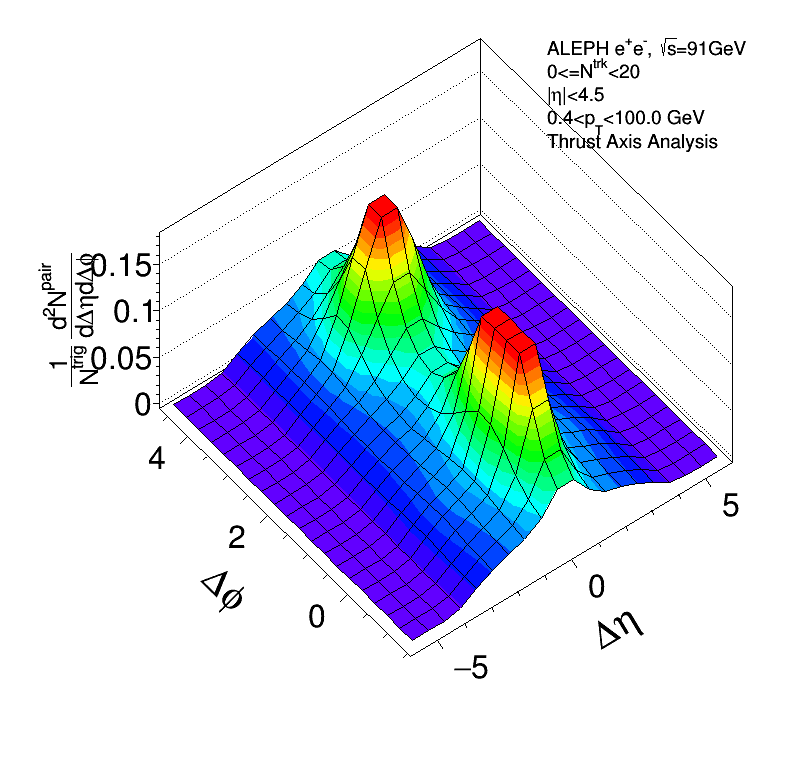 ALEPH e⁺e⁻, √s=91GeV
0<=Nᵗʳᵏ<20
|η|<4.5
0.4<p_T<100.0 GeV
Thrust Axis Analysis
1/N^trig d²N^pair/dΔηdΔφ
0.15
0.1
0.05
0
4
2
0
Δφ
−5
0
5
Δη